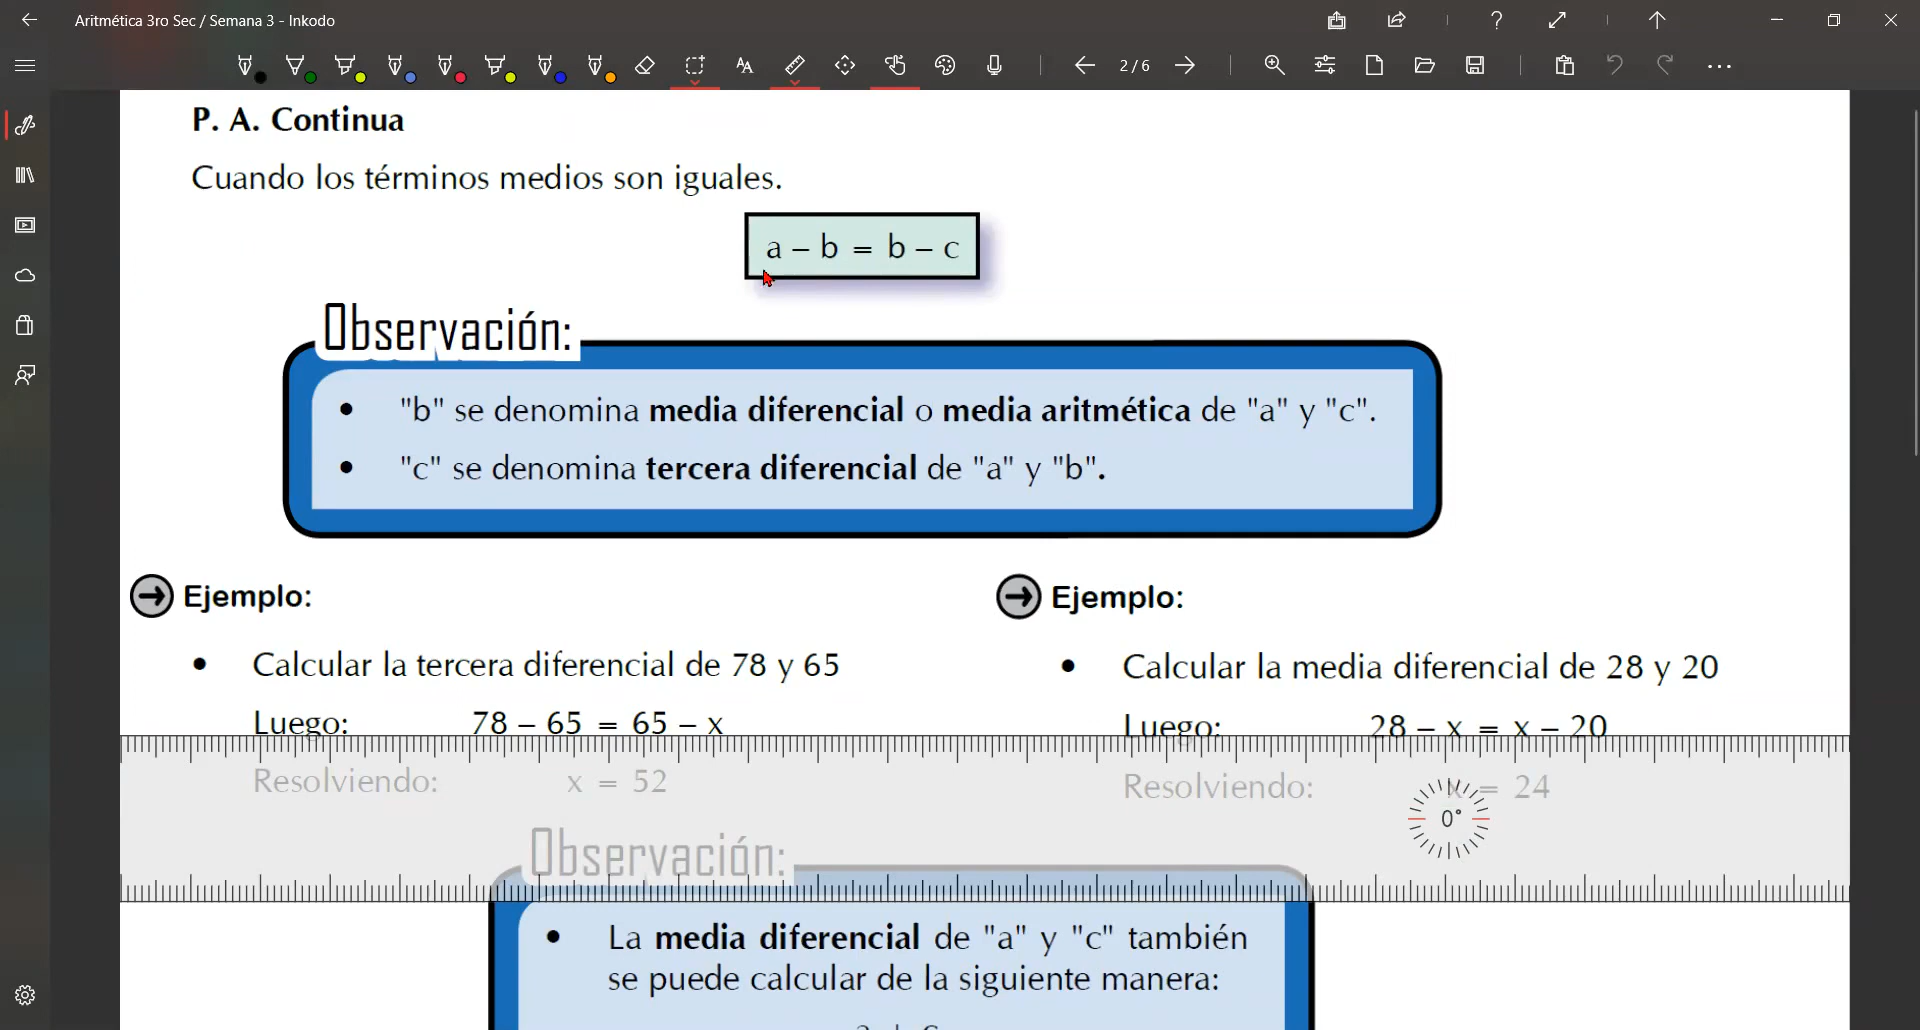 Aritmética 3ro Sec / Semana 3 - Inkodo
2 / 6
P. A. Continua
Cuando los términos medios son iguales.
a – b = b – c
Observación:
• "b" se denomina media diferencial o media aritmética de "a" y "c".
• "c" se denomina tercera diferencial de "a" y "b".
Ejemplo:
• Calcular la tercera diferencial de 78 y 65
Luego: 78 – 65 = 65 – x
Resolviendo: x = 52
Ejemplo:
• Calcular la media diferencial de 28 y 20
Luego: 28 – x = x – 20
Resolviendo: x = 24
0°
Observación:
• La media diferencial de "a" y "c" también
se puede calcular de la siguiente manera: